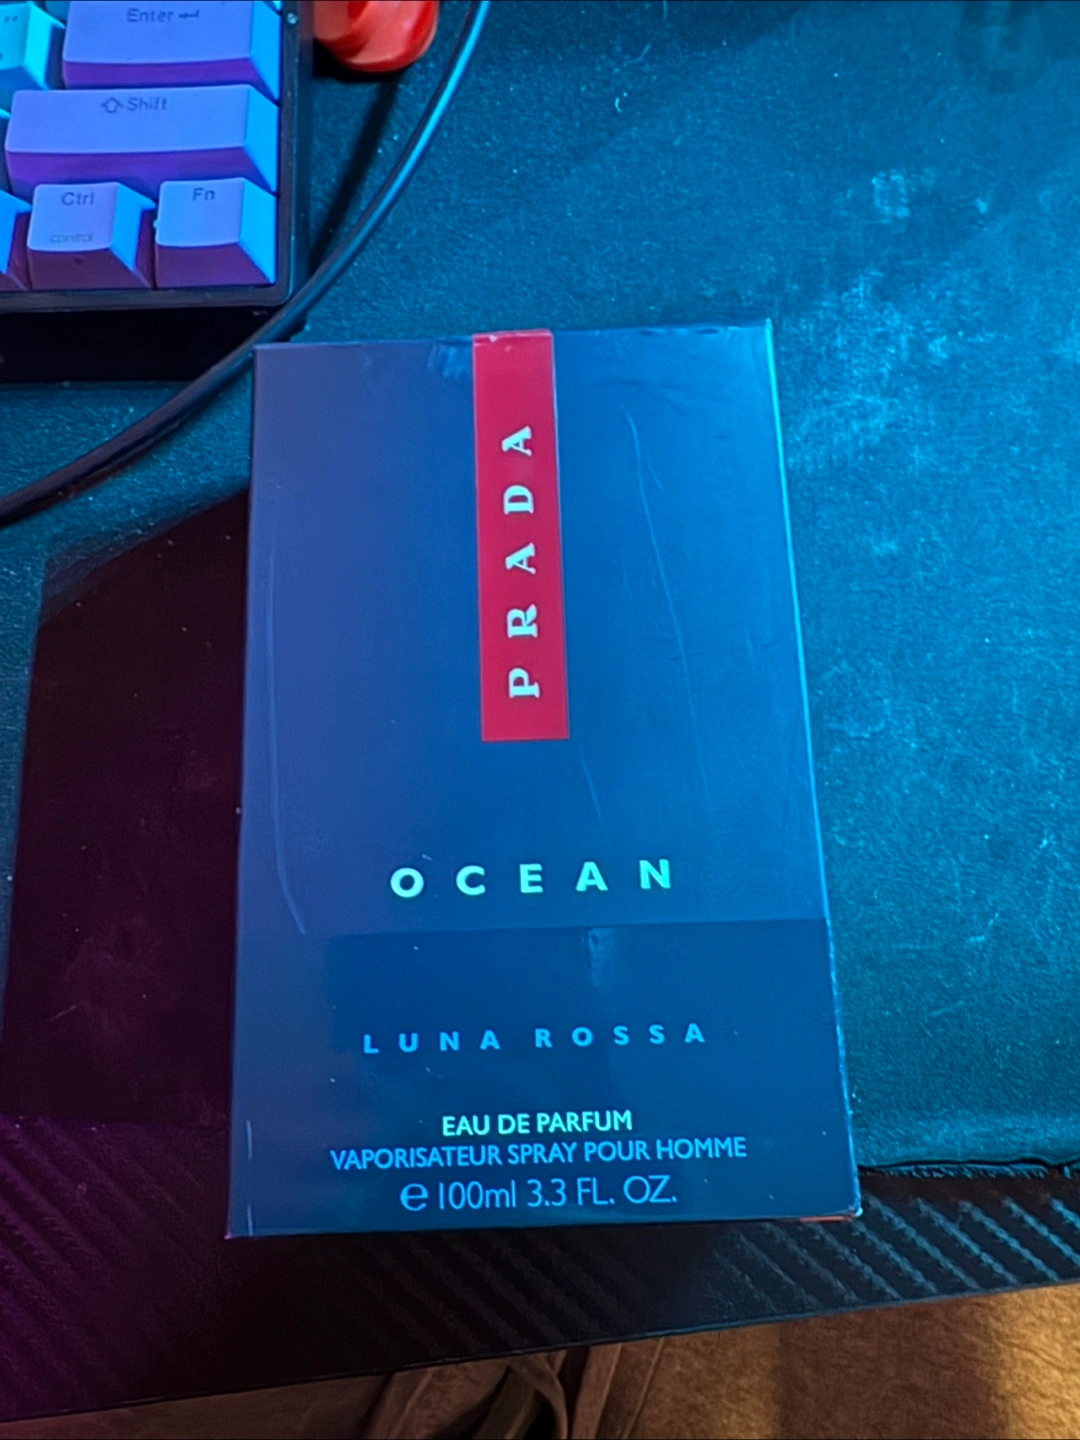 "
Enter
Shift
Ctrl
control
Fn
PRADA
OCEAN
LUNA ROSSA
EAU DE PARFUM
VAPORISATEUR SPRAY POUR HOMME
e 100ml 3.3 FL. OZ.